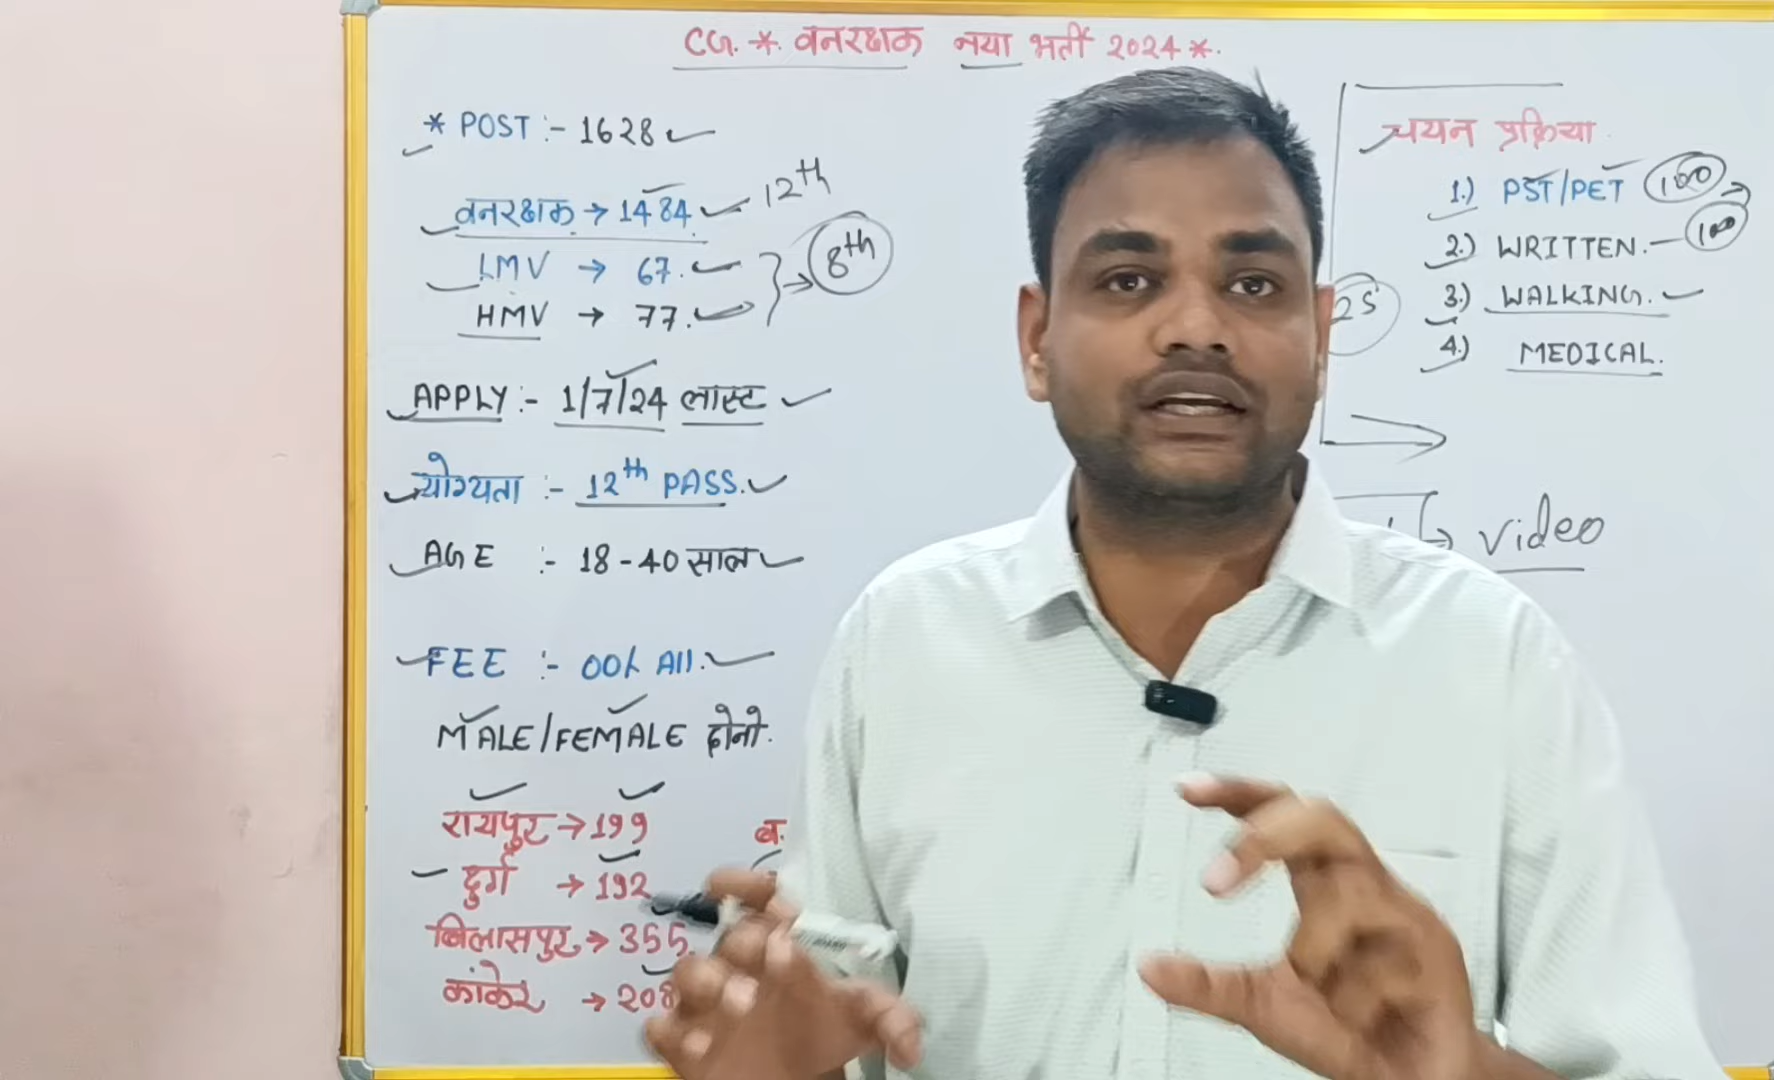 CG. * वनरक्षक नया भर्ती 2024 *.
* POST :- 1628
वनरक्षक → 1484. 12th
LMV → 67.
HMV → 77. } → 8th
APPLY :- 1/7/24 लास्ट
योग्यता :- 12th PASS.
AGE :- 18-40 साल
FEE :- 00/- All.
MALE/FEMALE दोनो.
रायपुर → 199
दुर्ग → 192
बिलासपुर → 355.
कांकेर → 208
ब.
चयन प्रक्रिया
1.) PST/PET 100
2.) WRITTEN. - 100
3.) WALKING.
25
4.) MEDICAL.
video